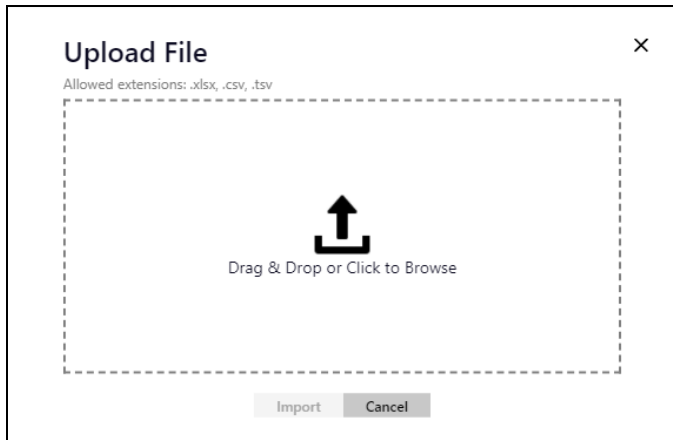 Upload File
Allowed extensions: .xlsx, .csv, .tsv
Drag & Drop or Click to Browse
Import Cancel